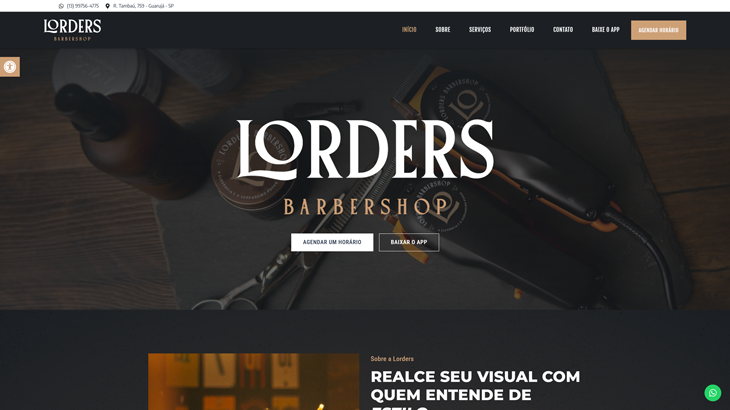 (13) 99756-4775 R. Tambaú, 759 - Guarujá - SP
LORDERS
BARBERSHOP
INÍCIO SOBRE SERVIÇOS PORTFÓLIO CONTATO BAIXE O APP AGENDAR HORÁRIO
LORDERS
BARBERSHOP
AGENDAR UM HORÁRIO BAIXAR O APP
Sobre a Lorders
REALCE SEU VISUAL COM
QUEM ENTENDE DE
ESTILO